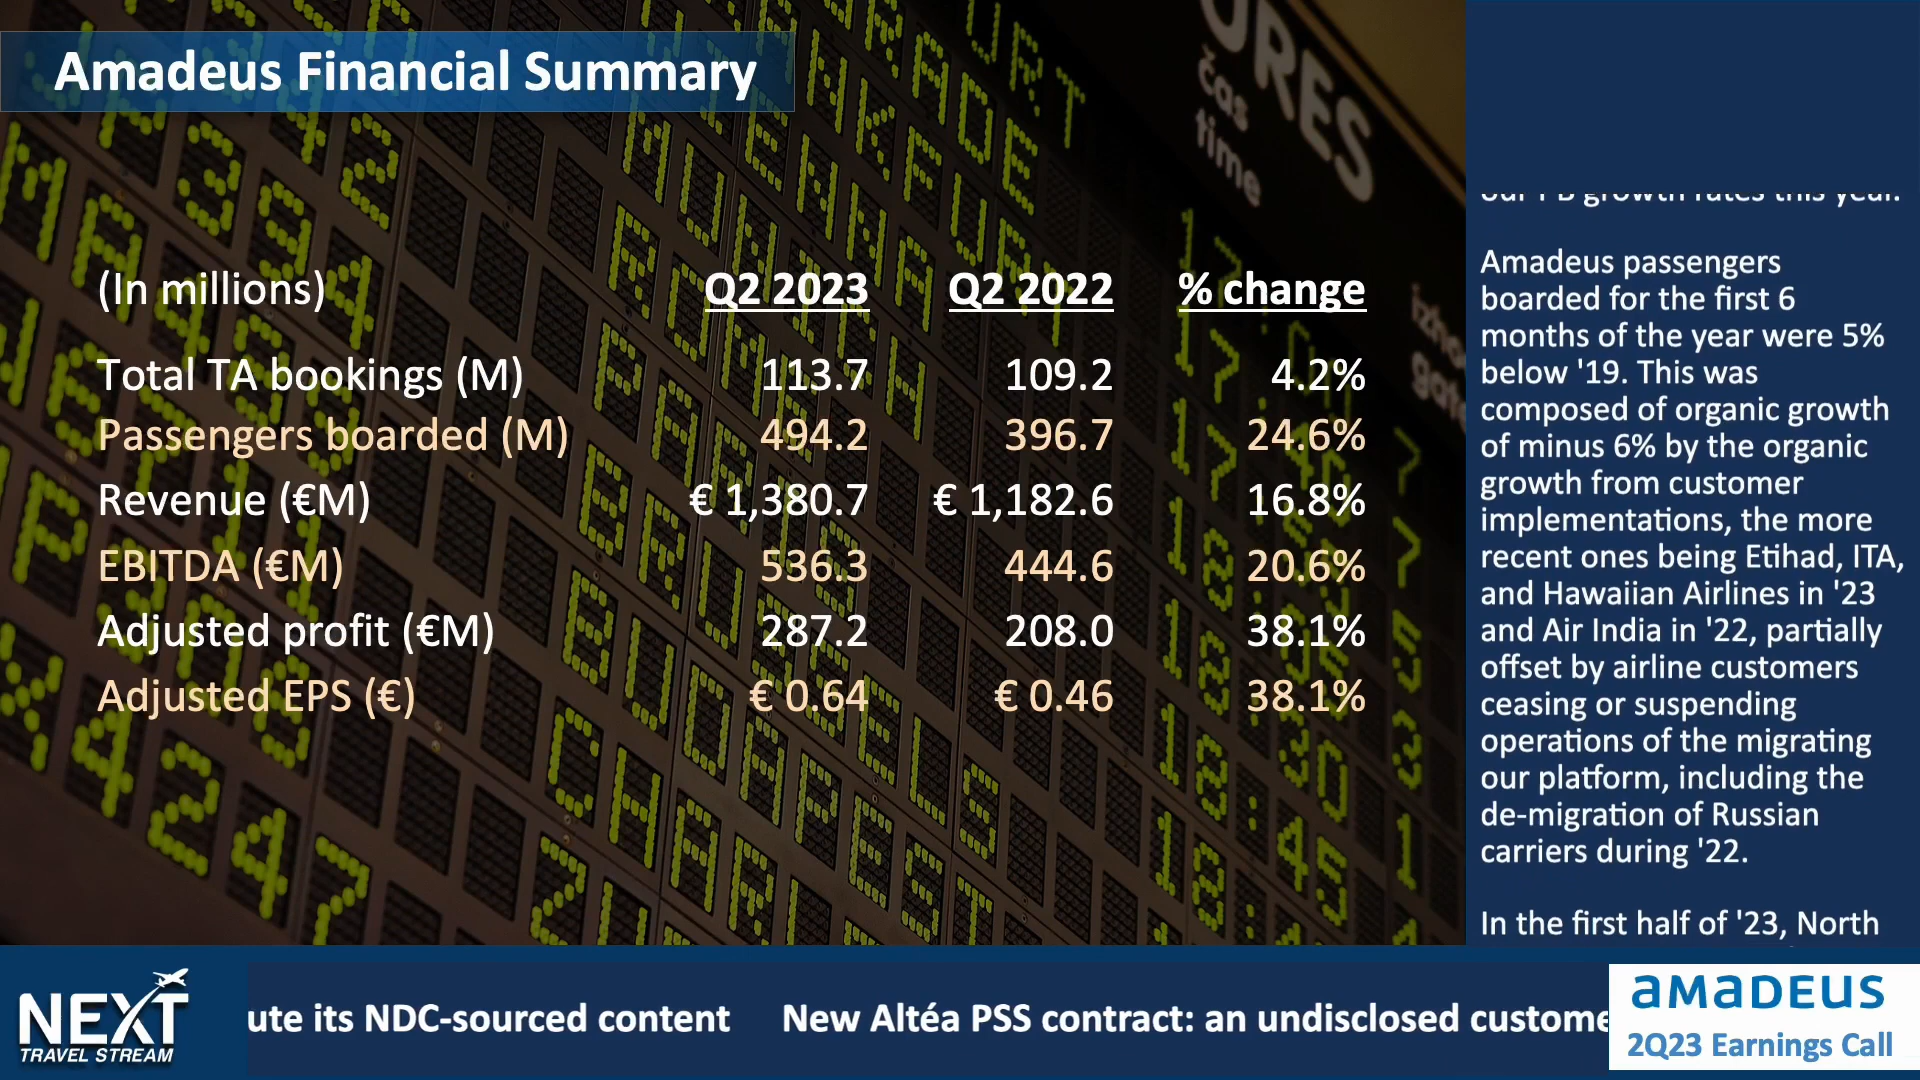 Amadeus Financial Summary
(In millions) Q2 2023 Q2 2022 % change
Total TA bookings (M) 113.7 109.2 4.2%
Passengers boarded (M) 494.2 396.7 24.6%
Revenue (€M) € 1,380.7 € 1,182.6 16.8%
EBITDA (€M) 536.3 444.6 20.6%
Adjusted profit (€M) 287.2 208.0 38.1%
Adjusted EPS (€) € 0.64 € 0.46 38.1%
čas
time
our PB growth rates this year.
Amadeus passengers
boarded for the first 6
months of the year were 5%
below '19. This was
composed of organic growth
of minus 6% by the organic
growth from customer
implementations, the more
recent ones being Etihad, ITA,
and Hawaiian Airlines in '23
and Air India in '22, partially
offset by airline customers
ceasing or suspending
operations of the migrating
our platform, including the
de-migration of Russian
carriers during '22.
In the first half of '23, North
NEXT
TRAVEL STREAM
ute its NDC-sourced content New Altéa PSS contract: an undisclosed custome
amadeus
2Q23 Earnings Call